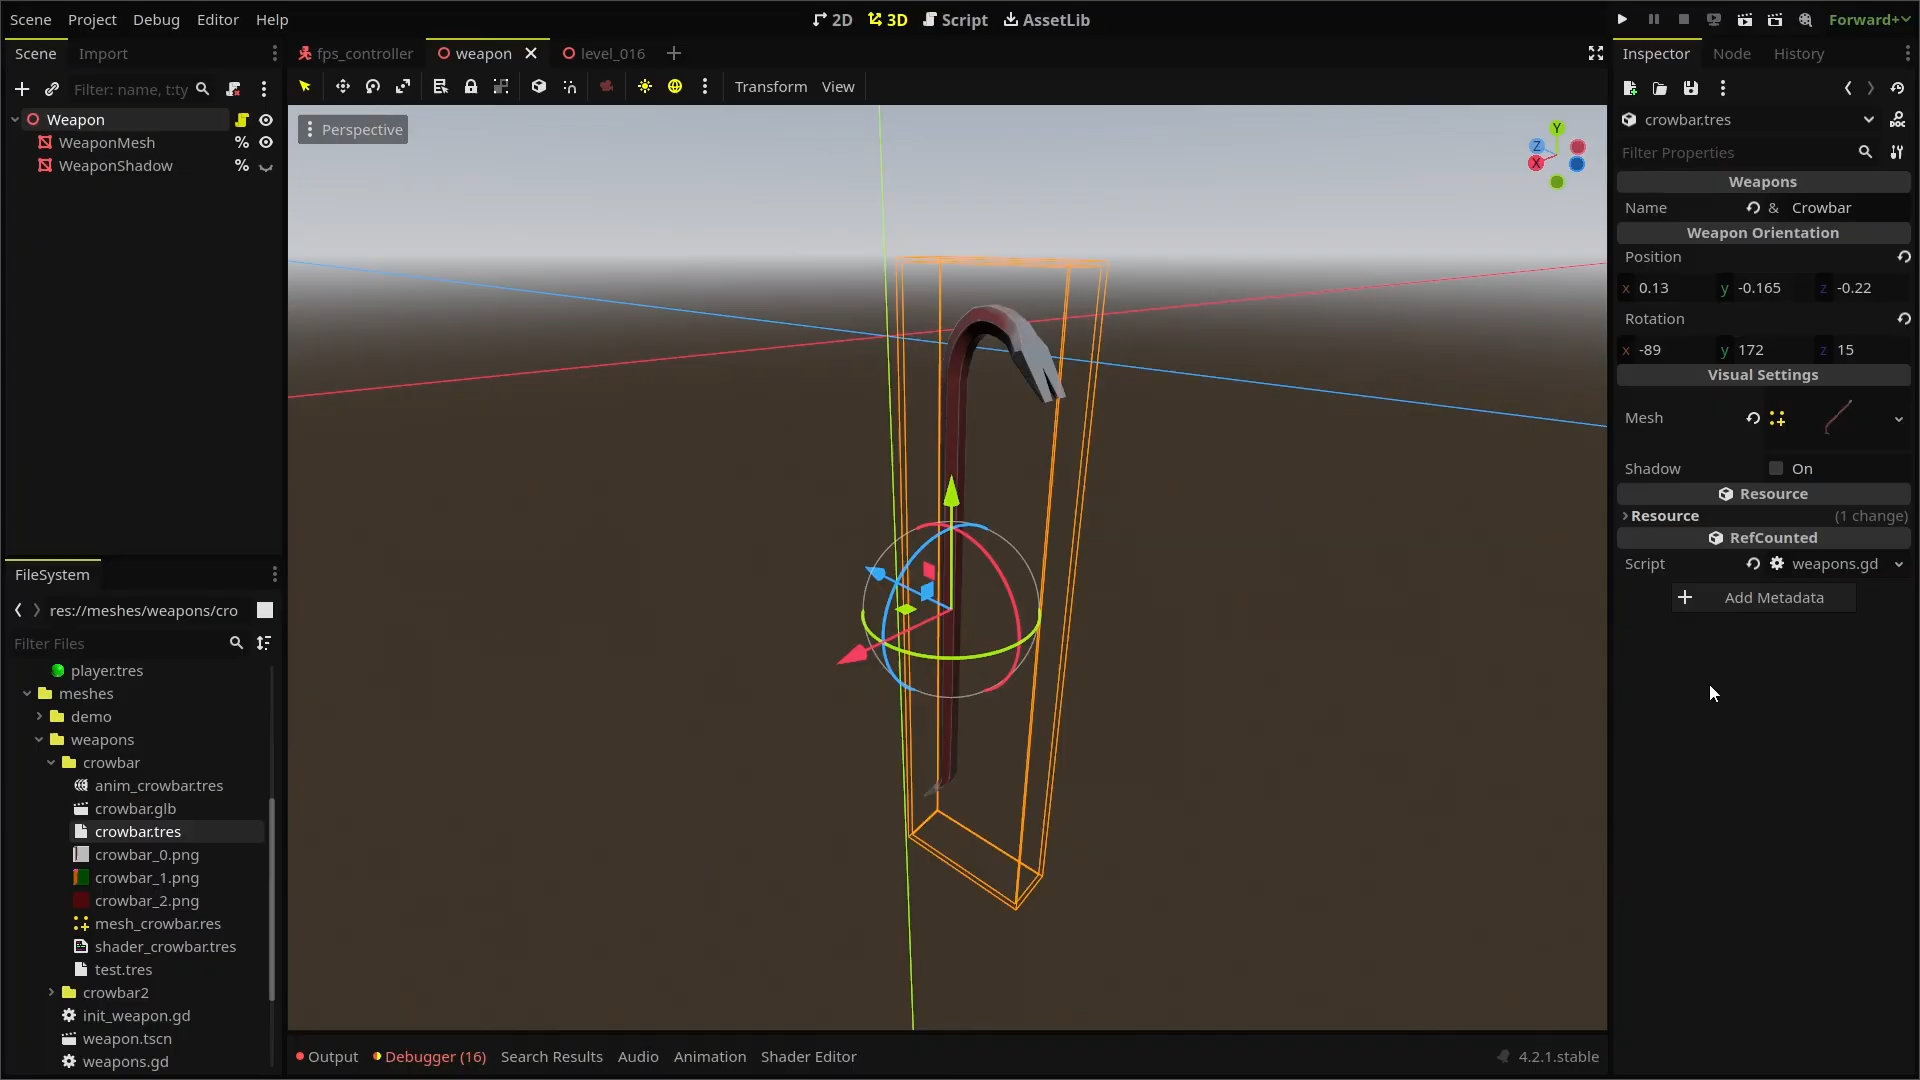 Scene Project Debug Editor Help
2D 3D Script AssetLib
Forward+
Scene Import
fps_controller weapon level_016
Inspector Node History
Filter: name, t:ty
Transform View
Weapon
WeaponMesh %
WeaponShadow %
Perspective
Y
Z
X
crowbar.tres
Filter Properties
Weapons
Name & Crowbar
Weapon Orientation
Position
x 0.13 y -0.165 z -0.22
Rotation
x -89 y 172 z 15
Visual Settings
Mesh
Shadow On
Resource
Resource (1 change)
RefCounted
Script weapons.gd
Add Metadata
FileSystem
res://meshes/weapons/cro
Filter Files
player.tres
meshes
demo
weapons
crowbar
anim_crowbar.tres
crowbar.glb
crowbar.tres
crowbar_0.png
crowbar_1.png
crowbar_2.png
mesh_crowbar.res
shader_crowbar.tres
test.tres
crowbar2
init_weapon.gd
weapon.tscn
weapons.gd
Output Debugger (16) Search Results Audio Animation Shader Editor
4.2.1.stable